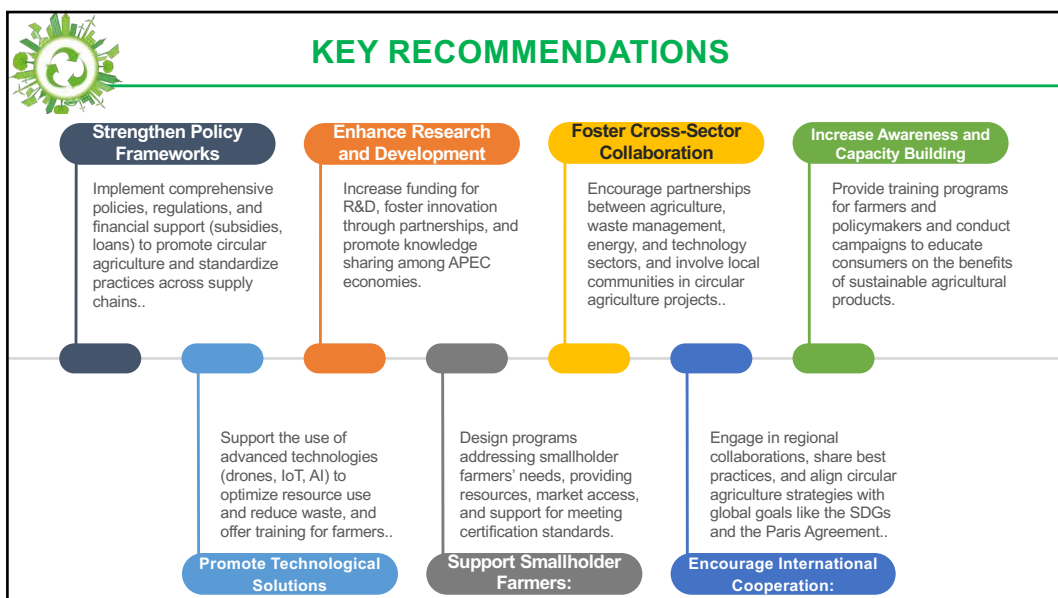 KEY RECOMMENDATIONS
Strengthen Policy
Frameworks
Implement comprehensive
policies, regulations, and
financial support (subsidies,
loans) to promote circular
agriculture and standardize
practices across supply
chains..
Enhance Research
and Development
Increase funding for
R&D, foster innovation
through partnerships, and
promote knowledge
sharing among APEC
economies.
Foster Cross-Sector
Collaboration
Encourage partnerships
between agriculture,
waste management,
energy, and technology
sectors, and involve local
communities in circular
agriculture projects..
Increase Awareness and
Capacity Building
Provide training programs
for farmers and
policymakers and conduct
campaigns to educate
consumers on the benefits
of sustainable agricultural
products.
Support the use of
advanced technologies
(drones, IoT, AI) to
optimize resource use
and reduce waste, and
offer training for farmers..
Promote Technological
Solutions
Design programs
addressing smallholder
farmers’ needs, providing
resources, market access,
and support for meeting
certification standards.
Support Smallholder
Farmers:
Engage in regional
collaborations, share best
practices, and align circular
agriculture strategies with
global goals like the SDGs
and the Paris Agreement..
Encourage International
Cooperation: